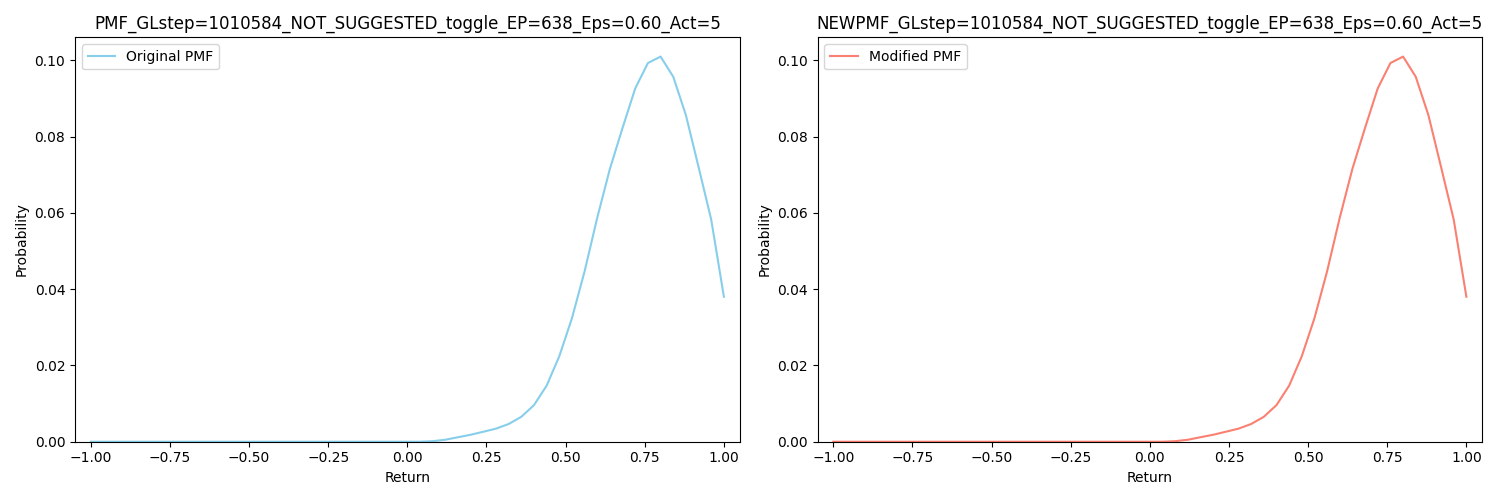 PMF_GLstep=1010584_NOT_SUGGESTED_toggle_EP=638_Eps=0.60_Act=5
Original PMF
Probability
0.10
0.08
0.06
0.04
0.02
0.00
−1.00 −0.75 −0.50 −0.25 0.00 0.25 0.50 0.75 1.00
Return
NEWPMF_GLstep=1010584_NOT_SUGGESTED_toggle_EP=638_Eps=0.60_Act=5
Modified PMF
Probability
0.10
0.08
0.06
0.04
0.02
0.00
−1.00 −0.75 −0.50 −0.25 0.00 0.25 0.50 0.75 1.00
Return